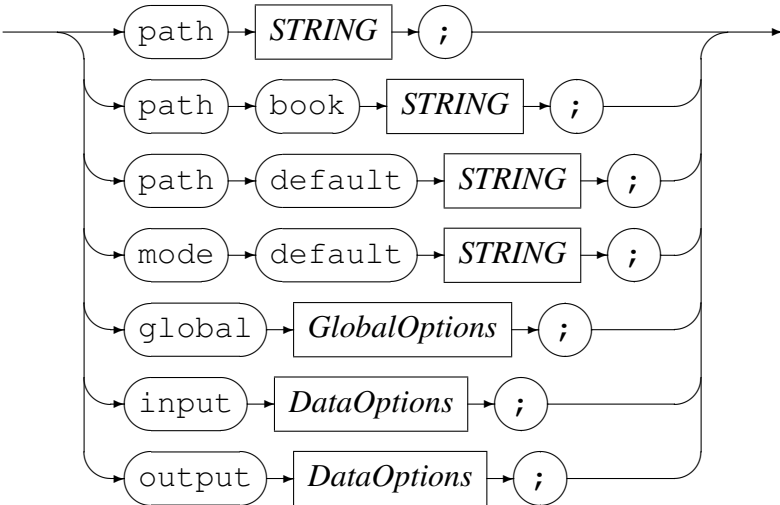 path STRING ;
path book STRING ;
path default STRING ;
mode default STRING ;
global GlobalOptions ;
input DataOptions ;
output DataOptions ;